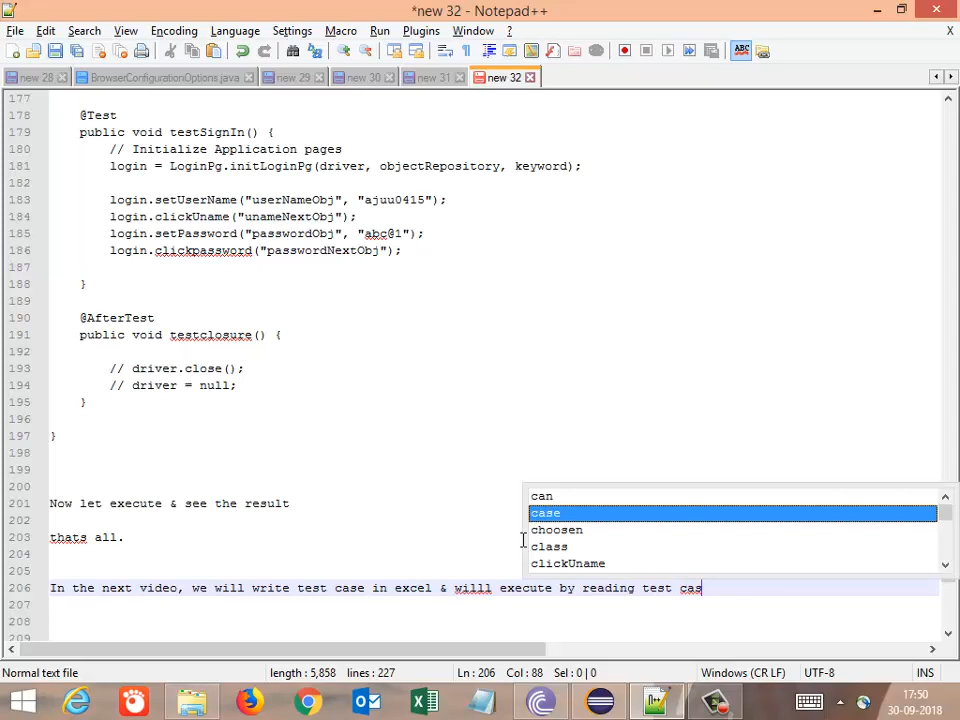 *new 32 - Notepad++
File Edit Search View Encoding Language Settings Macro Run Plugins Window ? X
new 28 BrowserConfigurationOptions.java new 29 new 30 new 31 new 32
177
178 @Test
179 public void testSignIn() {
180 // Initialize Application pages
181 login = LoginPg.initLoginPg(driver, objectRepository, keyword);
182
183 login.setUserName("userNameObj", "ajuu0415");
184 login.clickUname("unameNextObj");
185 login.setPassword("passwordObj", "abc@1");
186 login.clickpassword("passwordNextObj");
187
188 }
189
190 @AfterTest
191 public void testclosure() {
192
193 // driver.close();
194 // driver = null;
195 }
196
197 }
198
199
200
201 Now let execute & see the result
202
203 thats all.
204
205
206 In the next video, we will write test case in excel & willl execute by reading test cas
207
208
209
can
case
choosen
class
clickUname
Normal text file length : 5,858 lines : 227 Ln : 206 Col : 88 Sel : 0 | 0 Windows (CR LF) UTF-8 INS
17:50
30-09-2018